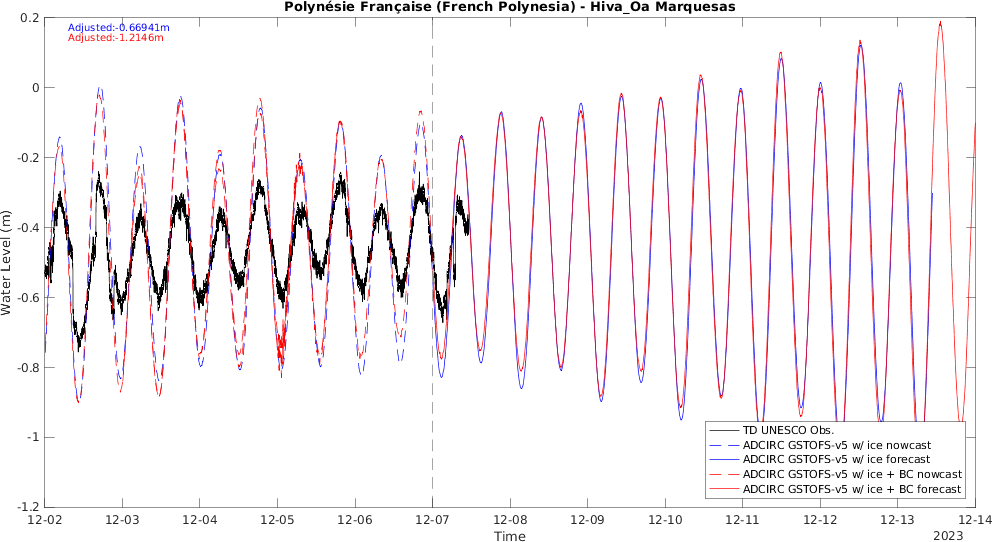 Polynésie Française (French Polynesia) - Hiva_Oa Marquesas
Adjusted:-0.66941m
Adjusted:-1.2146m
0.2
0
-0.2
-0.4
-0.6
-0.8
-1
-1.2
Water Level (m)
TD UNESCO Obs.
ADCIRC GSTOFS-v5 w/ ice nowcast
ADCIRC GSTOFS-v5 w/ ice forecast
ADCIRC GSTOFS-v5 w/ ice + BC nowcast
ADCIRC GSTOFS-v5 w/ ice + BC forecast
12-02 12-03 12-04 12-05 12-06 12-07 12-08 12-09 12-10 12-11 12-12 12-13 12-14
Time
2023